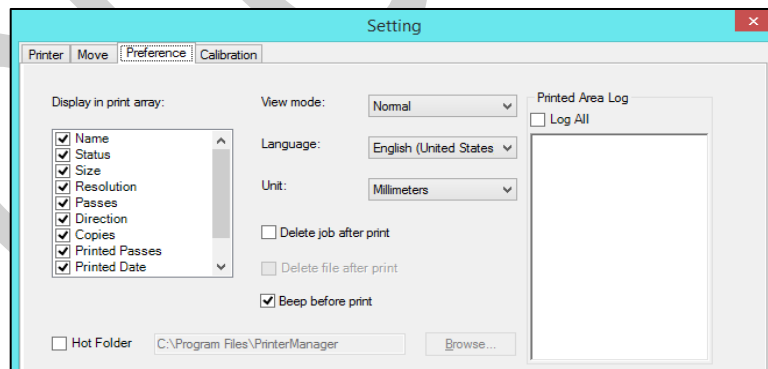 Setting
Printer Move Preference Calibration
Display in print array:
Name
Status
Size
Resolution
Passes
Direction
Copies
Printed Passes
Printed Date
View mode: Normal
Language: English (United States
Unit: Millimeters
Delete job after print
Delete file after print
Beep before print
Printed Area Log
Log All
Hot Folder C:\Program Files\PrinterManager Browse...